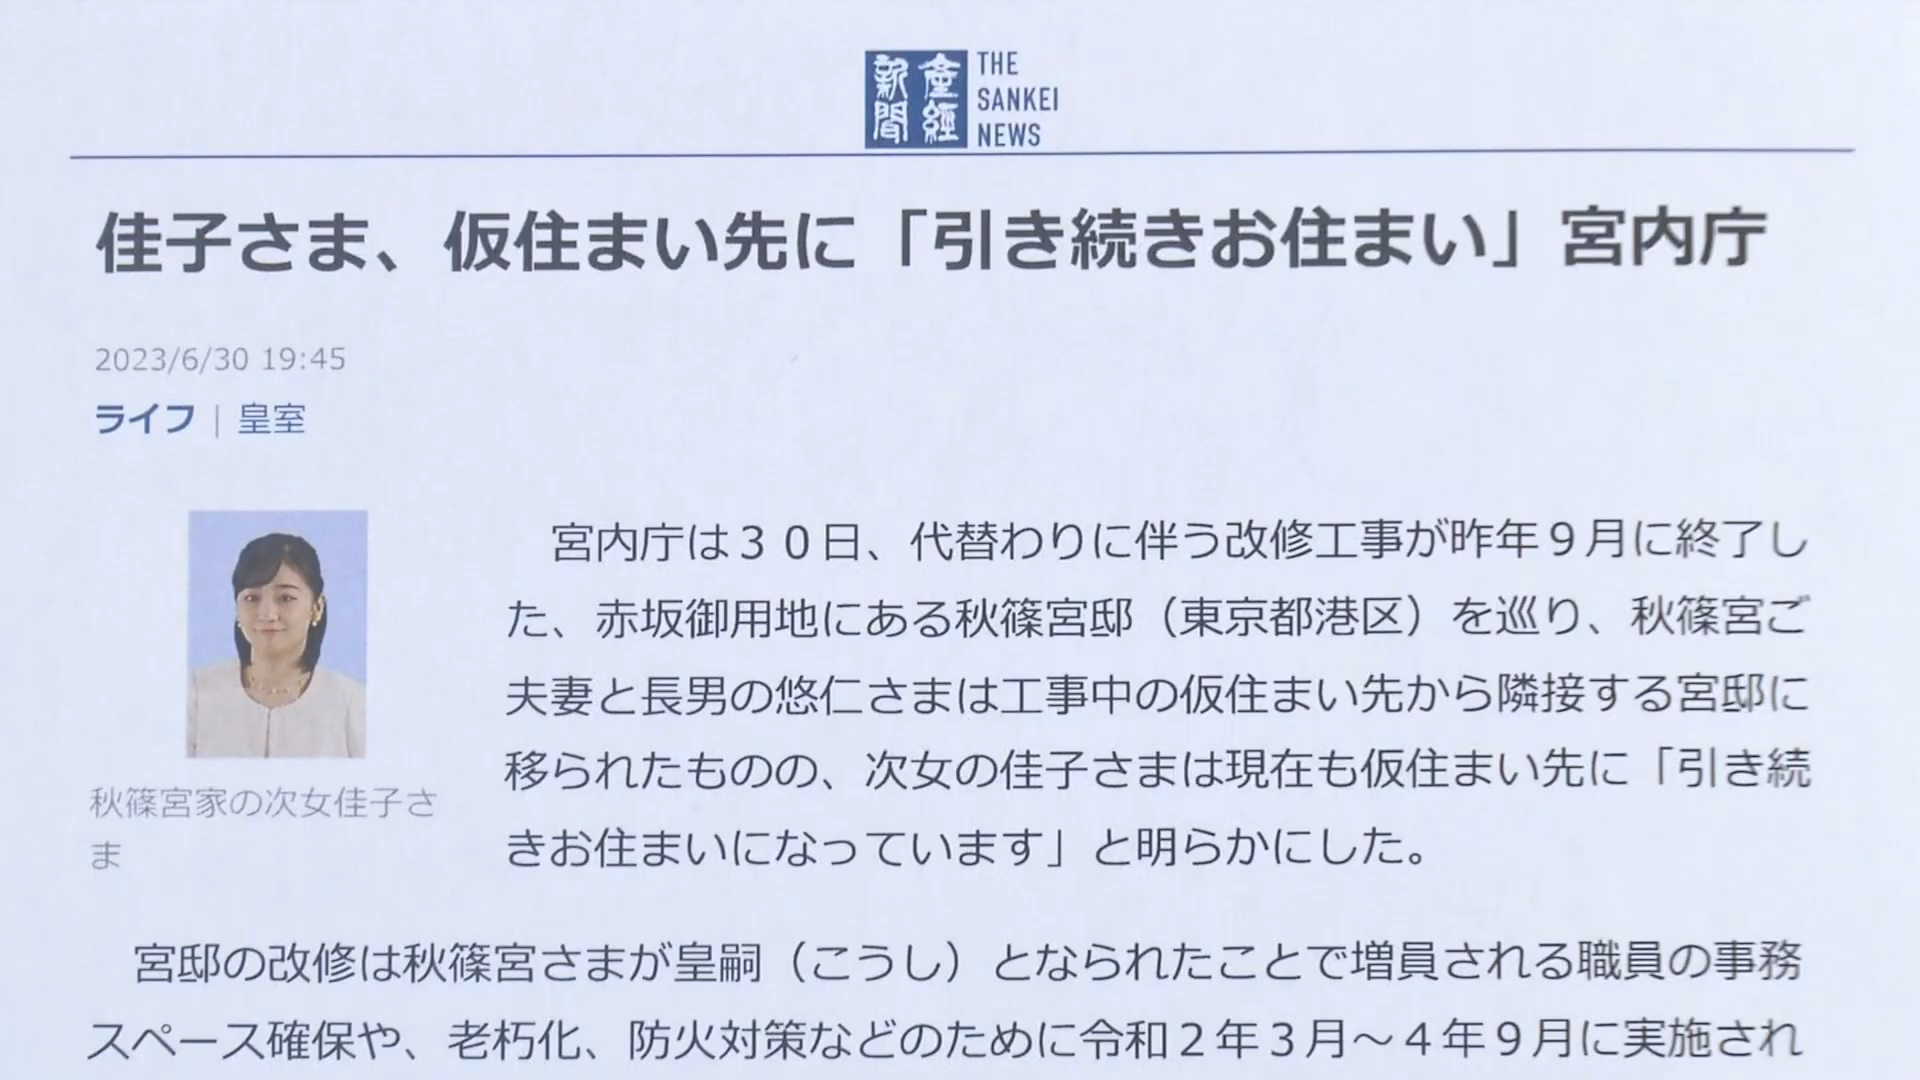 産經
新聞
THE
SANKEI
NEWS
佳子さま、仮住まい先に「引き続きお住まい」宮内庁
2023/6/30 19:45
ライフ | 皇室
秋篠宮家の次女佳子さ
ま
宮内庁は３０日、代替わりに伴う改修工事が昨年９月に終了し
た、赤坂御用地にある秋篠宮邸（東京都港区）を巡り、秋篠宮ご
夫妻と長男の悠仁さまは工事中の仮住まい先から隣接する宮邸に
移られたものの、次女の佳子さまは現在も仮住まい先に「引き続
きお住まいになっています」と明らかにした。
宮邸の改修は秋篠宮さまが皇嗣（こうし）となられたことで増員される職員の事務
スペース確保や、老朽化、防火対策などのために令和２年３月～４年９月に実施され